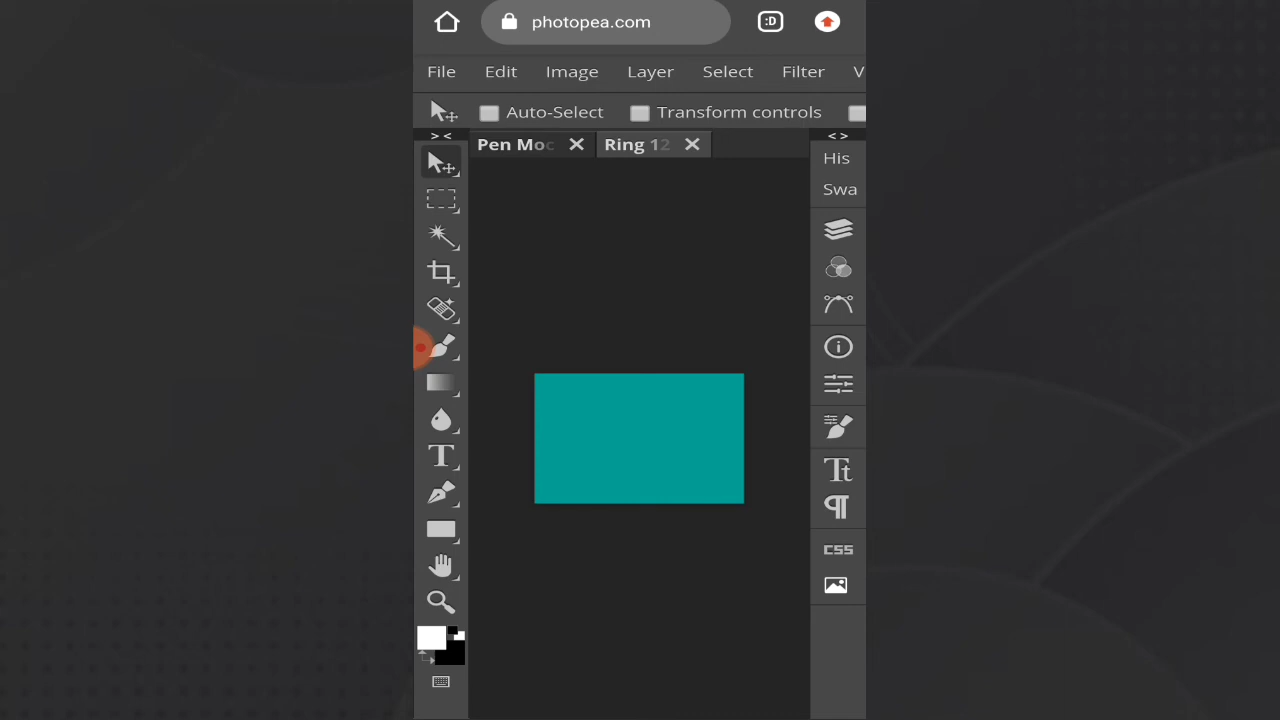 photopea.com :D
File Edit Image Layer Select Filter V
Auto-Select Transform controls
> < Pen Moc Ring 12 < >
His
Swa
T
Tt
¶
CSS